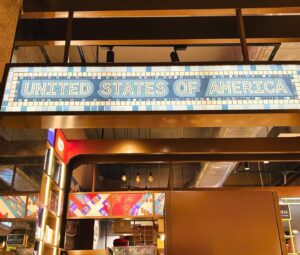 UNITED STATES OF AMERICA